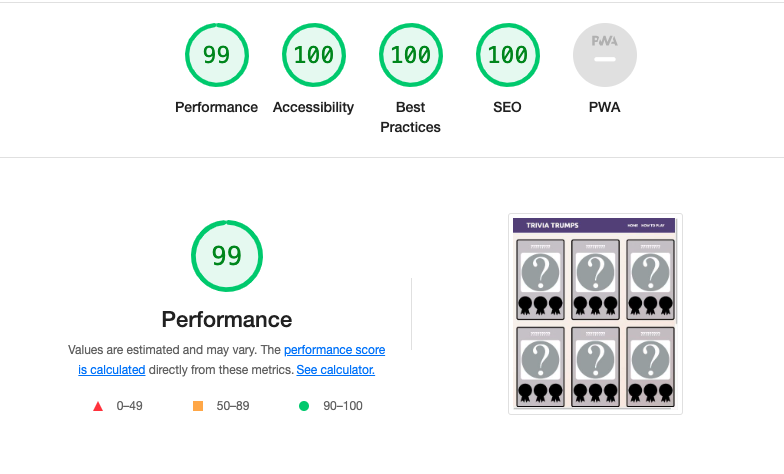 99
100
100
100
PWA
Performance
Accessibility
Best
Practices
SEO
PWA
99
Performance
Values are estimated and may vary. The performance score
is calculated directly from these metrics. See calculator.
0–49
50–89
90–100
TRIVIA TRUMPS
HOME
HOW TO PLAY
?
?
?
?
?
?